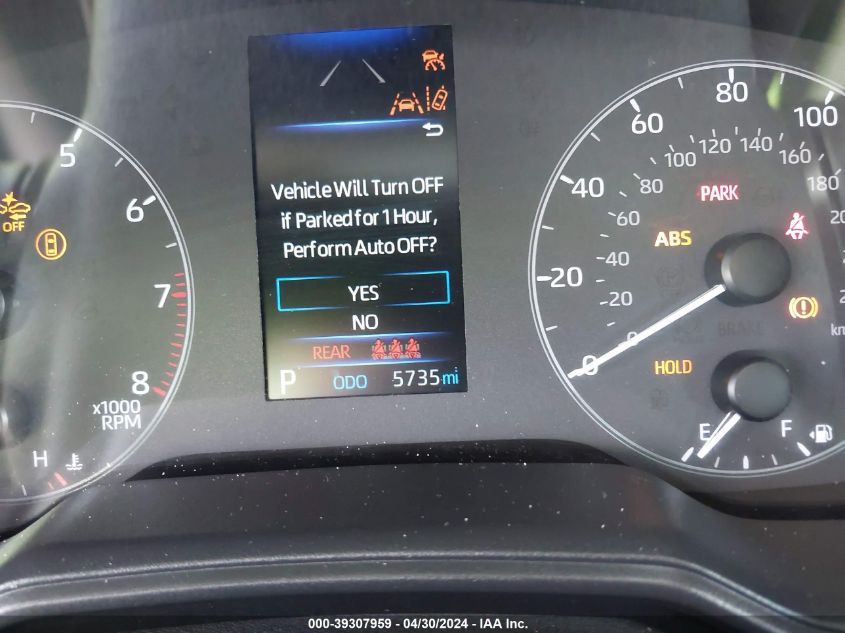 5
6
7
8
x1000
RPM
H
OFF
Vehicle Will Turn OFF
if Parked for 1 Hour,
Perform Auto OFF?
YES
NO
REAR
P ODO 5735 mi
0
20
40
60
80
100
0
20
40
60
80
100
120
140
160
180
PARK
ABS
BRAKE
HOLD
E F
000-39307959 - 04/30/2024 - IAA Inc.